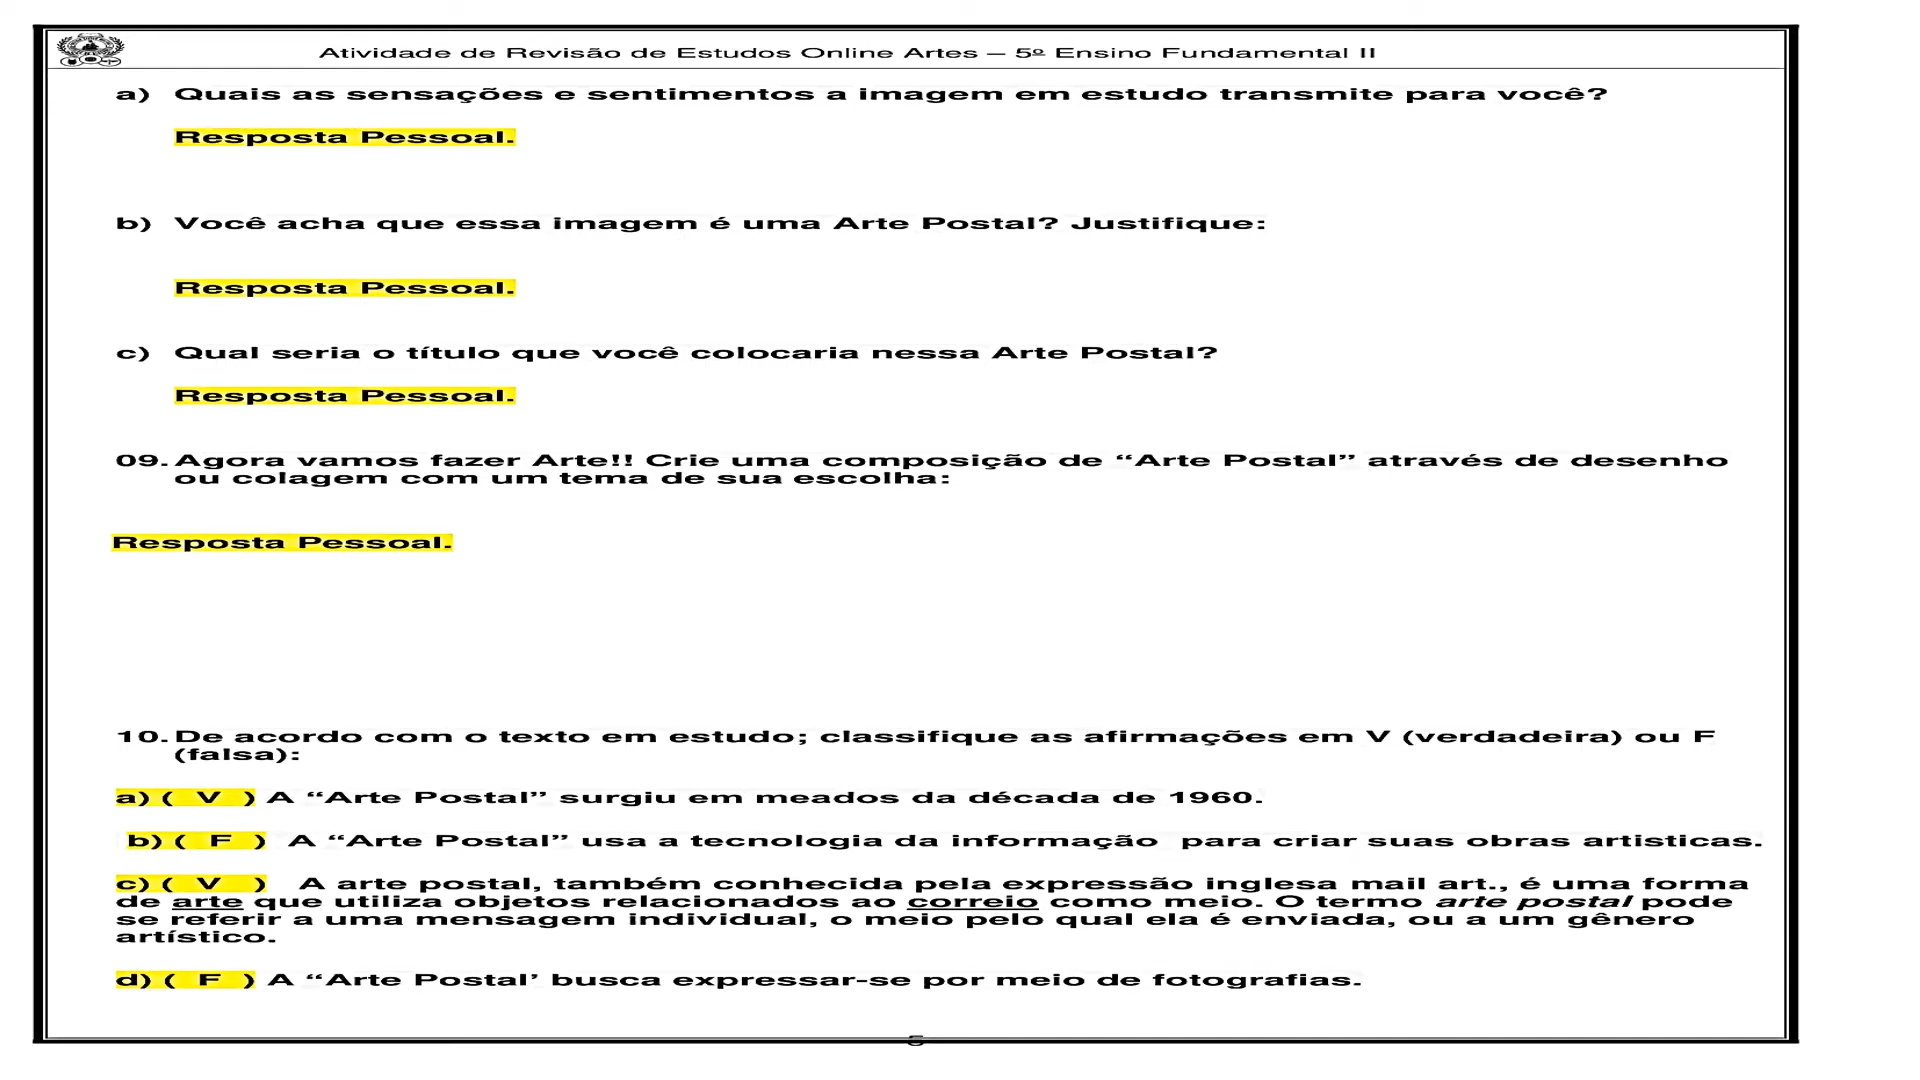 Atividade de Revisão de Estudos Online Artes – 5º Ensino Fundamental II
a) Quais as sensações e sentimentos a imagem em estudo transmite para você?
Resposta Pessoal.
b) Você acha que essa imagem é uma Arte Postal? Justifique:
Resposta Pessoal.
c) Qual seria o título que você colocaria nessa Arte Postal?
Resposta Pessoal.
09. Agora vamos fazer Arte!! Crie uma composição de “Arte Postal” através de desenho
ou colagem com um tema de sua escolha:
Resposta Pessoal.
10. De acordo com o texto em estudo; classifique as afirmações em V (verdadeira) ou F
(falsa):
a) ( V ) A “Arte Postal” surgiu em meados da década de 1960.
b) ( F ) A “Arte Postal” usa a tecnologia da informação para criar suas obras artisticas.
c) ( V ) A arte postal, também conhecida pela expressão inglesa mail art., é uma forma
de arte que utiliza objetos relacionados ao correio como meio. O termo arte postal pode
se referir a uma mensagem individual, o meio pelo qual ela é enviada, ou a um gênero
artístico.
d) ( F ) A “Arte Postal’ busca expressar-se por meio de fotografias.
5